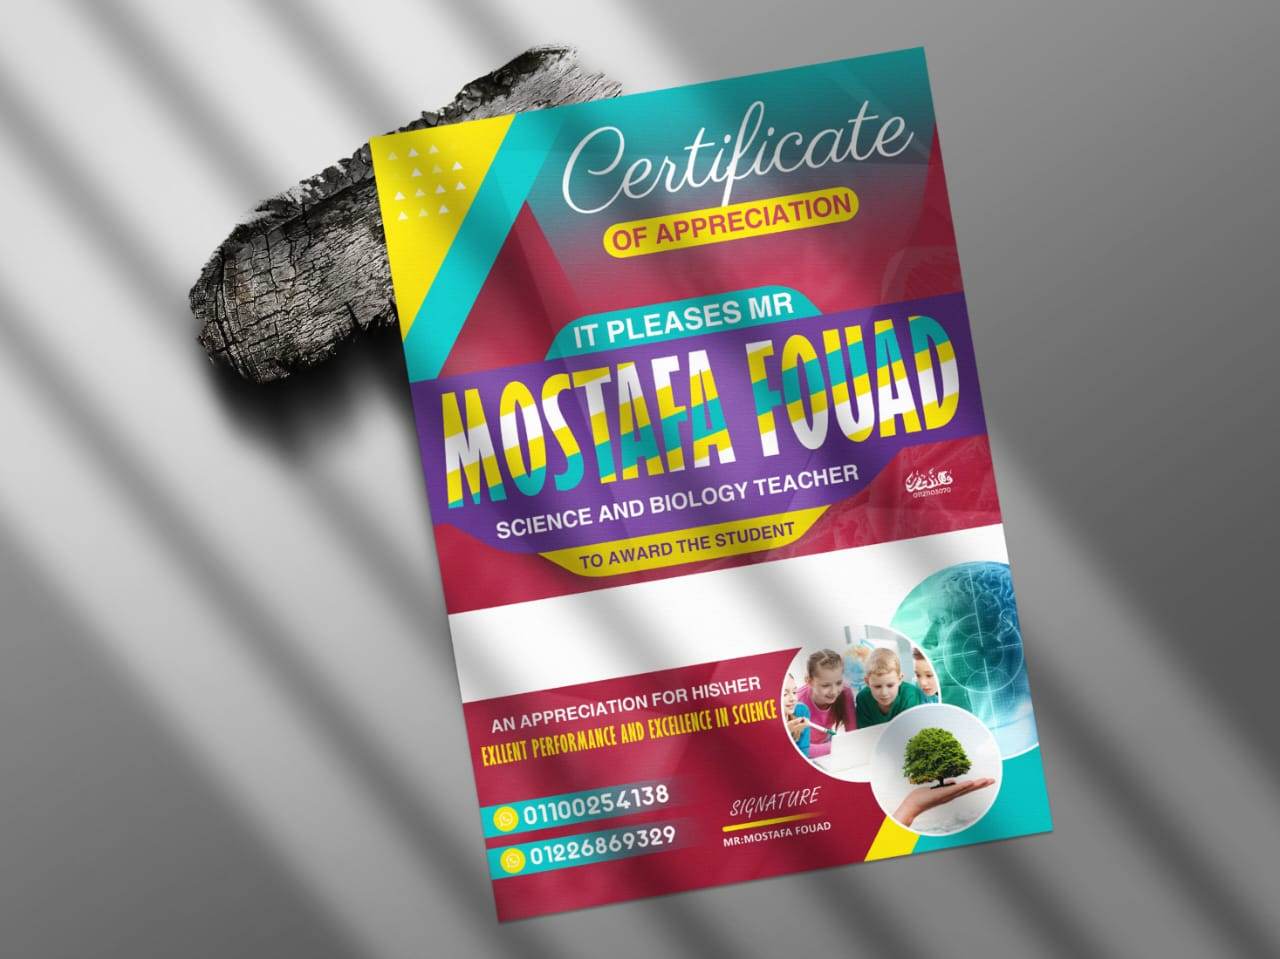 Certificate
OF APPRECIATION
IT PLEASES MR
MOSTAFA FOUAD
SCIENCE AND BIOLOGY TEACHER
TO AWARD THE STUDENT
AN APPRECIATION FOR HIS\HER
EXLLENT PERFORMANCE AND EXCELLENCE IN SCIENCE
01100254138
01226869329
SIGNATURE
MR:MOSTAFA FOUAD